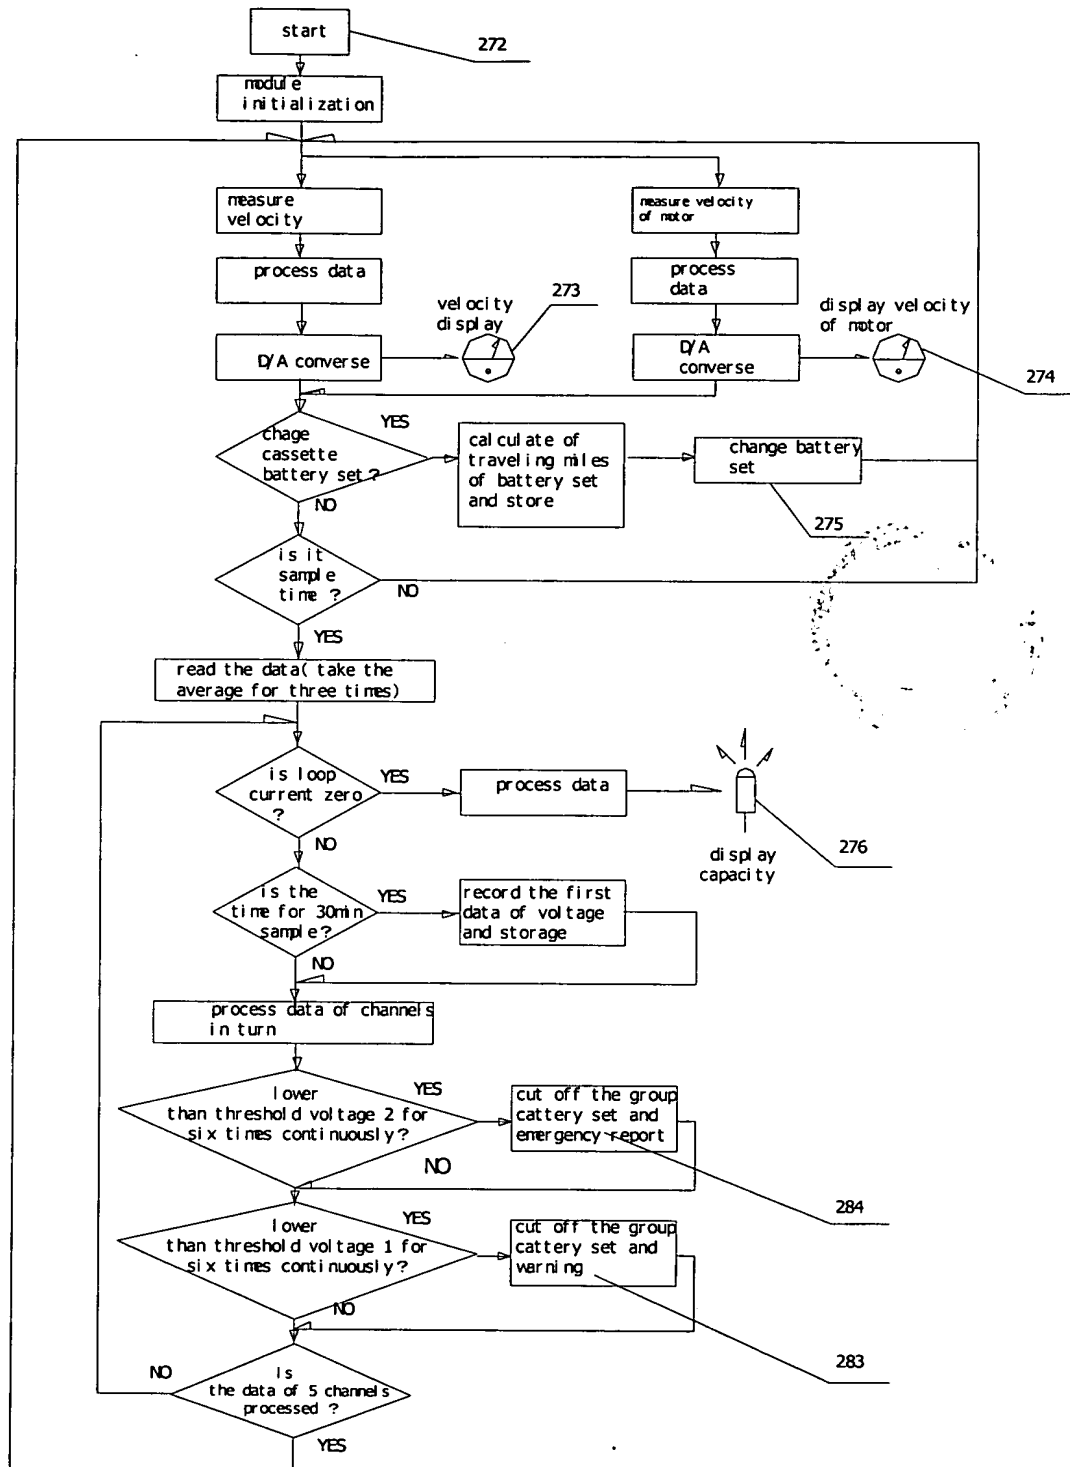 start
272
module
initialization
measure
velocity
measure velocity
of motor
process data
process
data
velocity
display
273
display velocity
of motor
D/A converse
D/A
converse
274
YES
chage
cassette
battery set?
calculate of
traveling miles
of battery set
and store
change battery
set
275
NO
is it
sample
time ?
NO
YES
read the data( take the
average for three times)
is loop
current zero
?
YES
process data
276
display
capacity
NO
is the
time for 30min
sample?
YES
record the first
data of voltage
and storage
NO
process data of channels
in turn
lover
than threshold voltage 2 for
six times continuously?
YES
cut off the group
cattery set and
emergency report
NO
284
lover
than threshold voltage 1 for
six times continuously?
YES
cut off the group
cattery set and
warning
NO
283
Is
the data of 5 channels
processed ?
NO
YES